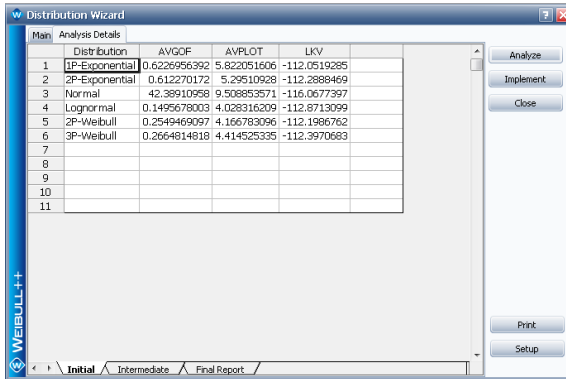 Distribution Wizard
Main Analysis Details
Distribution AVGOF AVPLOT LKV
1 1P-Exponential 0.6226956392 5.822051606 -112.0519285
2 2P-Exponential 0.612270172 5.29510928 -112.2888469
3 Normal 42.38910958 9.508853571 -116.0677397
4 Lognormal 0.1495678003 4.028316209 -112.8713099
5 2P-Weibull 0.2549469097 4.166783096 -112.1986762
6 3P-Weibull 0.2664814818 4.414525335 -112.3970683
7
8
9
10
11
Analyze
Implement
Close
Print
Setup
WEIBULL++
Initial Intermediate Final Report